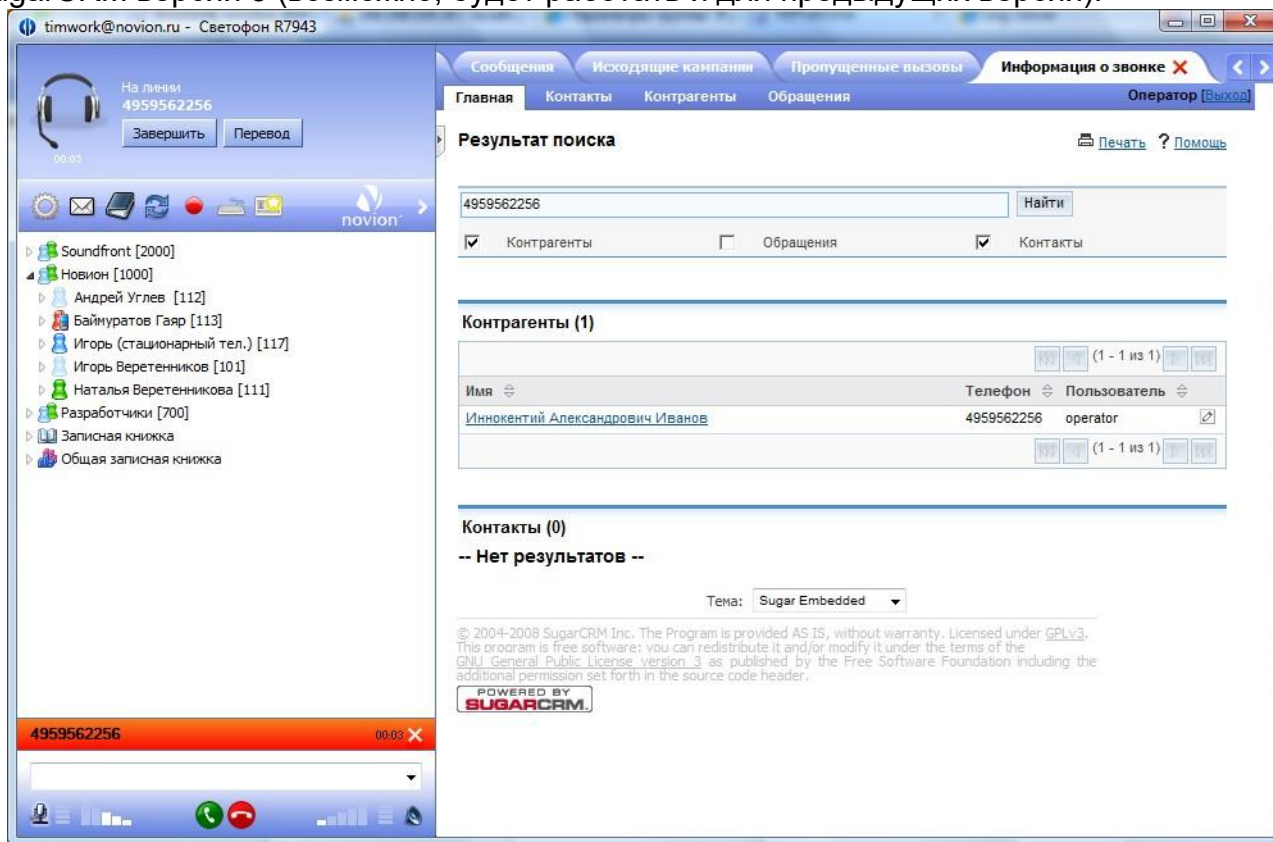 timwork@novion.ru - Светофон R7943
На линии
4959562256
Завершить Перевод
00:03
novion
Soundfront [2000]
Новион [1000]
Андрей Углев [112]
Баймуратов Гаяр [113]
Игорь (стационарный тел.) [117]
Игорь Веретенников [101]
Наталья Веретенникова [111]
Разработчики [700]
Записная книжка
Общая записная книжка
4959562256 00:03
Сообщения Исходящие кампании Пропущенные вызовы Информация о звонке
Главная Контакты Контрагенты Обращения Оператор [Выход]
Результат поиска Печать ? Помощь
4959562256 Найти
Контрагенты Обращения Контакты
Контрагенты (1)
(1 - 1 из 1)
Имя Телефон Пользователь
Иннокентий Александрович Иванов 4959562256 operator
(1 - 1 из 1)
Контакты (0)
-- Нет результатов --
Тема: Sugar Embedded
© 2004-2008 SugarCRM Inc. The Program is provided AS IS, without warranty. Licensed under GPLv3.
This program is free software: you can redistribute it and/or modify it under the terms of the
GNU General Public License version 3 as published by the Free Software Foundation including the
additional permission set forth in the source code header.
POWERED BY
SUGARCRM.